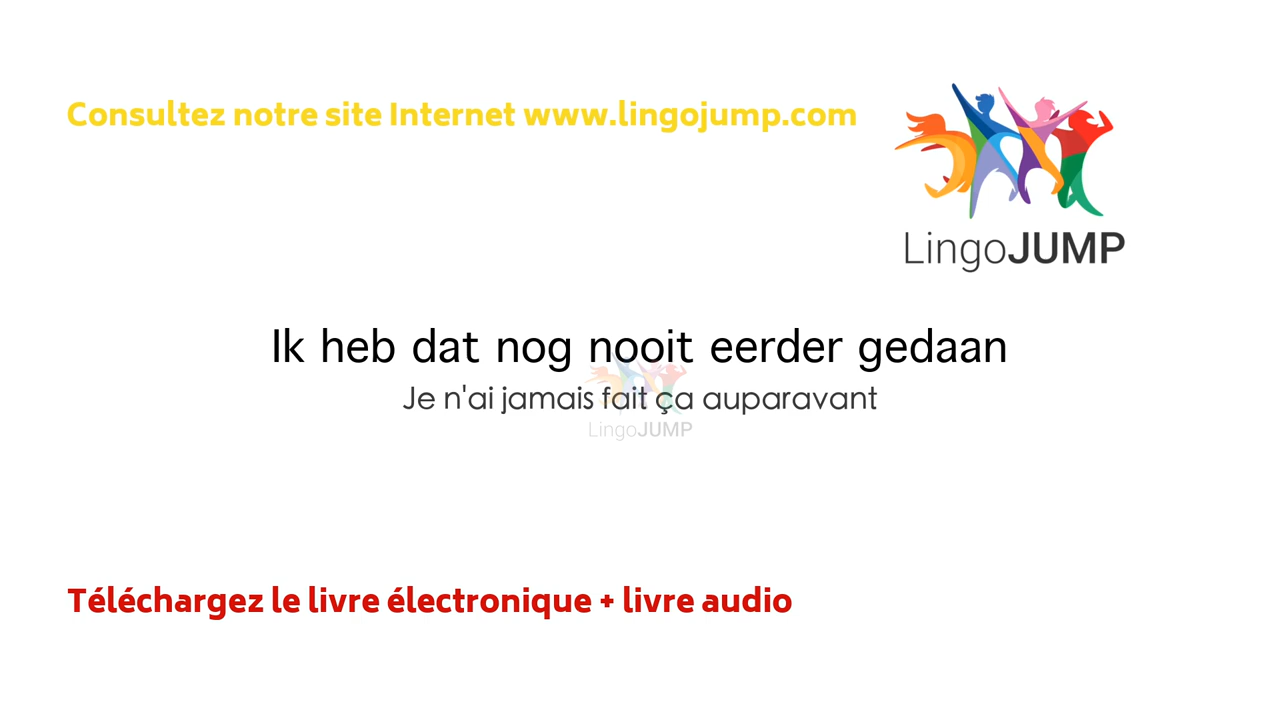 Consultez notre site Internet www.lingojump.com
LingoJUMP
Ik heb dat nog nooit eerder gedaan
Je n'ai jamais fait ça auparavant
LingoJUMP
Téléchargez le livre électronique + livre audio